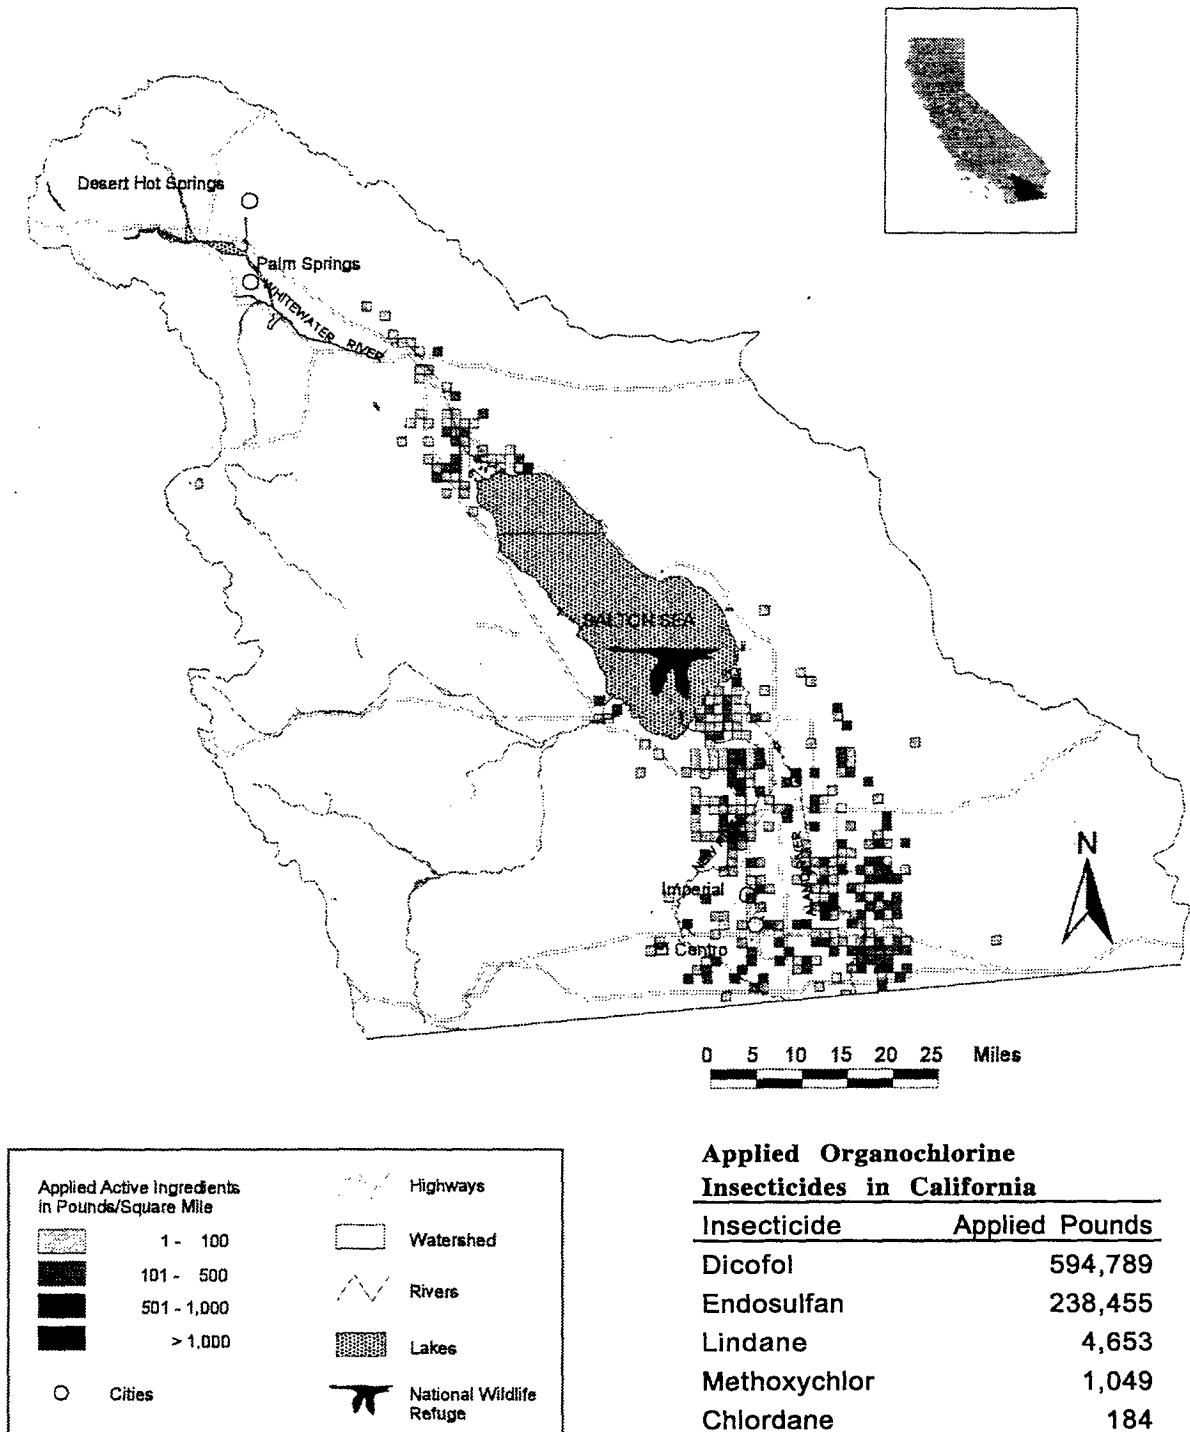 Desert Hot Springs
Palm Springs
WHITEWATER RIVER
SALTON SEA
RIVER
Imperial
Centro
N
0 5 10 15 20 25 Miles
Applied Active Ingredients
in Pounds/Square Mile
1 - 100
101 - 500
501 - 1,000
> 1,000
Cities
Highways
Watershed
Rivers
Lakes
National Wildlife
Refuge
Applied Organochlorine
Insecticides in California
Insecticide Applied Pounds
Dicofol 594,789
Endosulfan 238,455
Lindane 4,653
Methoxychlor 1,049
Chlordane 184